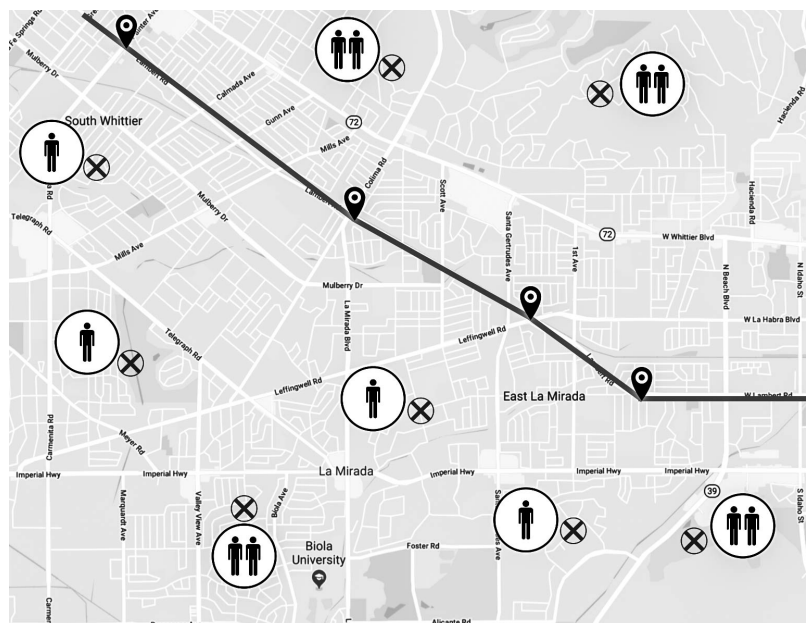 Mulberry Dr
Lambert Rd
Calmada Ave
Gunn Ave
72
Mills Ave
South Whittier
Colima Rd
Scott Ave
Hacienda Rd
Hacienda Rd
Mulberry Dr
Santa Gertrudes Ave
1st Ave
72
W Whittier Blvd
Telegraph Rd
Mills Ave
N Beach Blvd
N Idaho St
Mulberry Dr
La Mirada Blvd
Leffingwell Rd
W La Habra Blvd
Telegraph Rd
Leffingwell Rd
East La Mirada
W Lambert Rd
Carmenita Rd
Meyer Rd
La Mirada
Imperial Hwy
Imperial Hwy
Imperial Hwy
Imperial Hwy
Imperial Hwy
39
S Idaho St
Marquardt Ave
Valley View Ave
Biola Ave
Biola
University
Foster Rd
Alicante Rd